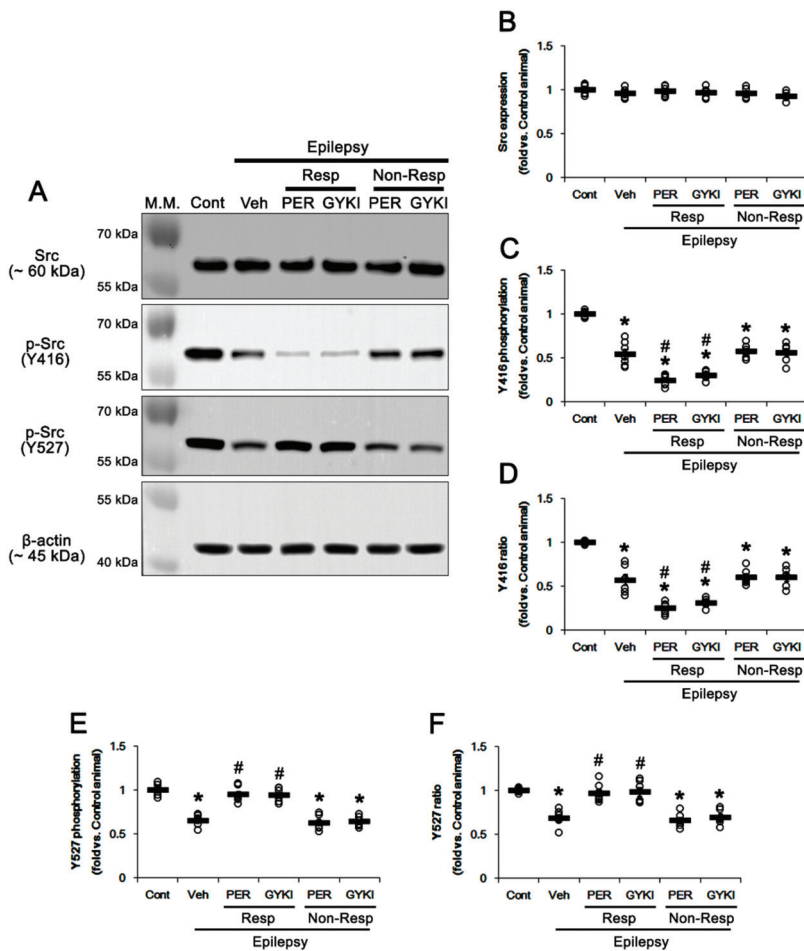 A
Epilepsy
Resp Non-Resp
M.M. Cont Veh PER GYKI PER GYKI
70 kDa
Src
(~ 60 kDa)
55 kDa
70 kDa
p-Src
(Y416)
55 kDa
70 kDa
p-Src
(Y527)
55 kDa
55 kDa
β-actin
(~ 45 kDa)
40 kDa
B
Src expression
(fold vs. Control animal)
1.5
1
0.5
0
Cont Veh PER GYKI PER GYKI
Resp Non-Resp
Epilepsy
C
Y416 phosphorylation
(fold vs. Control animal)
1.5
1
0.5
0
* # * # * * *
Cont Veh PER GYKI PER GYKI
Resp Non-Resp
Epilepsy
D
Y416 ratio
(fold vs. Control animal)
1.5
1
0.5
0
* # * # * * *
Cont Veh PER GYKI PER GYKI
Resp Non-Resp
Epilepsy
E
Y527 phosphorylation
(fold vs. Control animal)
1.5
1
0.5
0
* # # * *
Cont Veh PER GYKI PER GYKI
Resp Non-Resp
Epilepsy
F
Y527 ratio
(fold vs. Control animal)
1.5
1
0.5
0
* # # * *
Cont Veh PER GYKI PER GYKI
Resp Non-Resp
Epilepsy